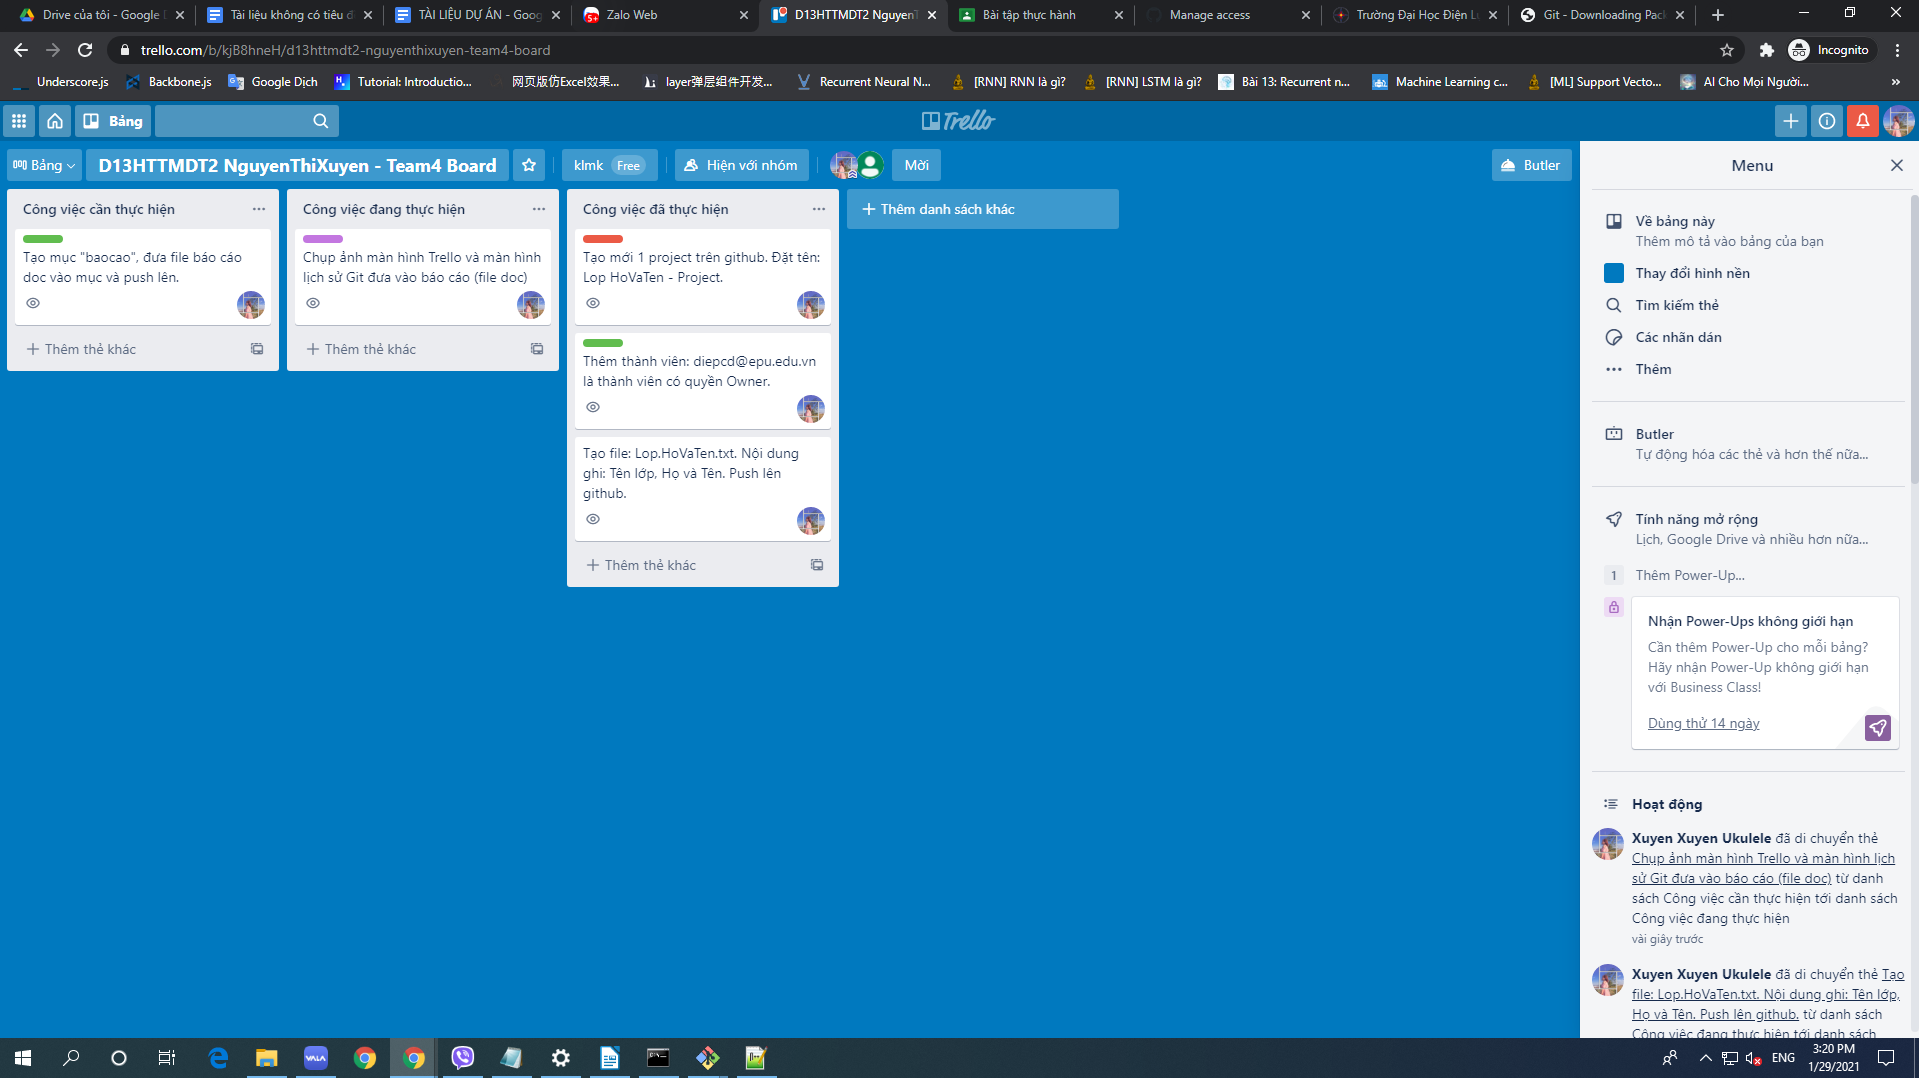 Drive của tôi - Google
Tài liệu không có tiêu đ
TÀI LIỆU DỰ ÁN - Goog
Zalo Web
D13HTTMDT2 NguyenT
Bài tập thực hành
Manage access
Trường Đại Học Điện L
Git - Downloading Pac
trello.com/b/kjB8hneH/d13httmdt2-nguyenthixuyen-team4-board
Incognito
Underscore.js
Backbone.js
Google Dịch
Tutorial: Introductio...
网页版仿Excel效果...
layer弹层组件开发...
Recurrent Neural N...
[RNN] RNN là gì?
[RNN] LSTM là gì?
Bài 13: Recurrent n...
Machine Learning c...
[ML] Support Vecto...
AI Cho Mọi Người...
»
Bảng
Trello
Bảng
D13HTTMDT2 NguyenThiXuyen - Team4 Board
klmk Free
Hiện với nhóm
Mời
Butler
Công việc cần thực hiện
Tạo mục "baocao", đưa file báo cáo
doc vào mục và push lên.
Thêm thẻ khác
Công việc đang thực hiện
Chụp ảnh màn hình Trello và màn hình
lịch sử Git đưa vào báo cáo (file doc)
Thêm thẻ khác
Công việc đã thực hiện
Tạo mới 1 project trên github. Đặt tên:
Lop HoVaTen - Project.
Thêm thành viên: diepcd@epu.edu.vn
là thành viên có quyền Owner.
Tạo file: Lop.HoVaTen.txt. Nội dung
ghi: Tên lớp, Họ và Tên. Push lên
github.
Thêm thẻ khác
Thêm danh sách khác
Menu
Về bảng này
Thêm mô tả vào bảng của bạn
Thay đổi hình nền
Tìm kiếm thẻ
Các nhãn dán
Thêm
Butler
Tự động hóa các thẻ và hơn thế nữa...
Tính năng mở rộng
Lịch, Google Drive và nhiều hơn nữa...
1 Thêm Power-Up...
Nhận Power-Ups không giới hạn
Cần thêm Power-Up cho mỗi bảng?
Hãy nhận Power-Up không giới hạn
với Business Class!
Dùng thử 14 ngày
Hoạt động
Xuyen Xuyen Ukulele đã di chuyển thẻ
Chụp ảnh màn hình Trello và màn hình lịch
sử Git đưa vào báo cáo (file doc) từ danh
sách Công việc cần thực hiện tới danh sách
Công việc đang thực hiện
vài giây trước
Xuyen Xuyen Ukulele đã di chuyển thẻ Tạo
file: Lop.HoVaTen.txt. Nội dung ghi: Tên lớp,
Họ và Tên. Push lên github. từ danh sách
Công việc đang thực hiện tới danh sách
WALA
ENG
3:20 PM
1/29/2021